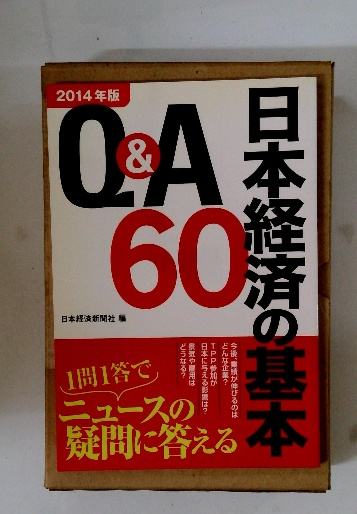 2014年版
Q&A
60
日本経済の基本
日本経済新聞社 編
今後、業績が伸びるのは
どんな企業?
TPP参加が
日本に与える影響は?
景気や雇用は
どうなる?
1問1答で
ニュースの
疑問に答える